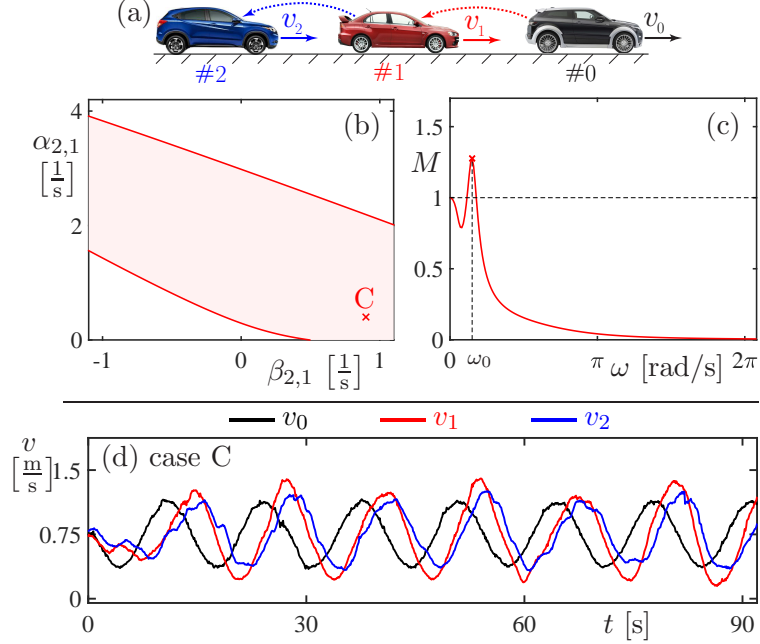 (a) v₂ v₁ v₀
#2 #1 #0
(b)
α₂,₁ [1/s]
4
2
0
C
-1 0 1
β₂,₁ [1/s]
(c)
M
1.5
1
0.5
0
0 ω₀ π ω [rad/s] 2π
v₀ v₁ v₂
(d) case C
v [m/s]
1.5
0.75
0
0 30 60 90
t [s]